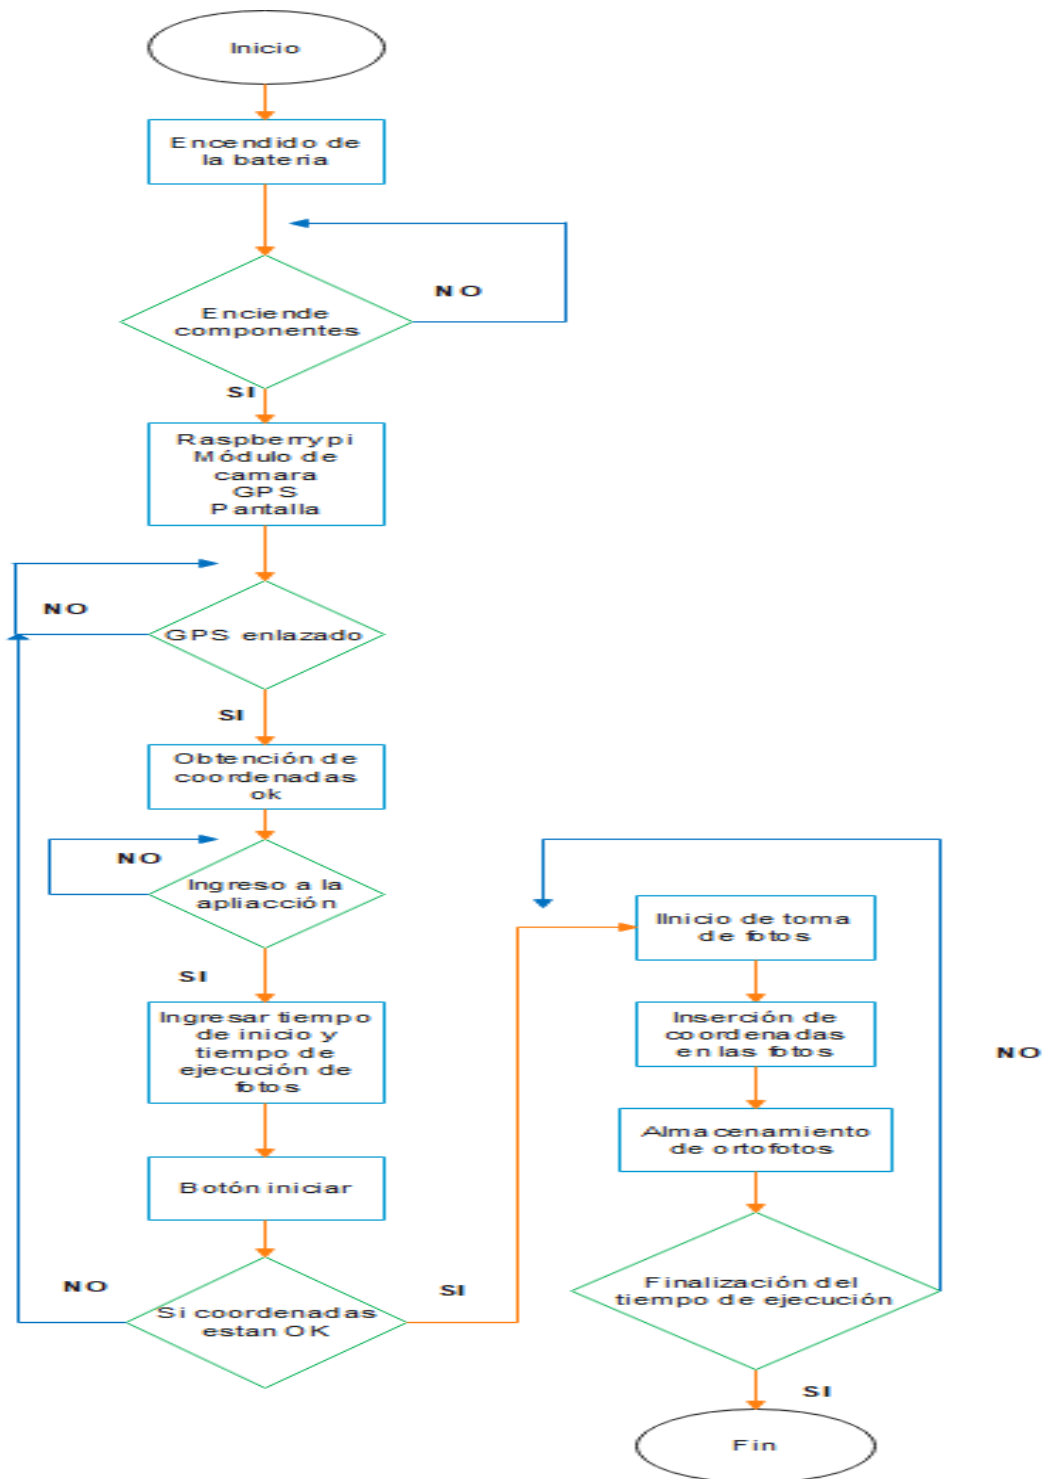 Inicio
Encendido de
la bateria
NO
Enciende
componentes
SI
Raspberrypi
Módulo de
camara
GPS
Pantalla
NO
GPS enlazado
SI
Obtención de
coordenadas
ok
NO
Ingreso a la
apliacción
SI
Ingresar tiempo
de inicio y
tiempo de
ejecución de
fotos
Botón iniciar
NO
Si coordenadas
estan OK
SI
IInicio de toma
de fotos
Inserción de
coordenadas
en las fotos
NO
Almacenamiento
de ortofotos
Finalización del
tiempo de ejecución
SI
Fin